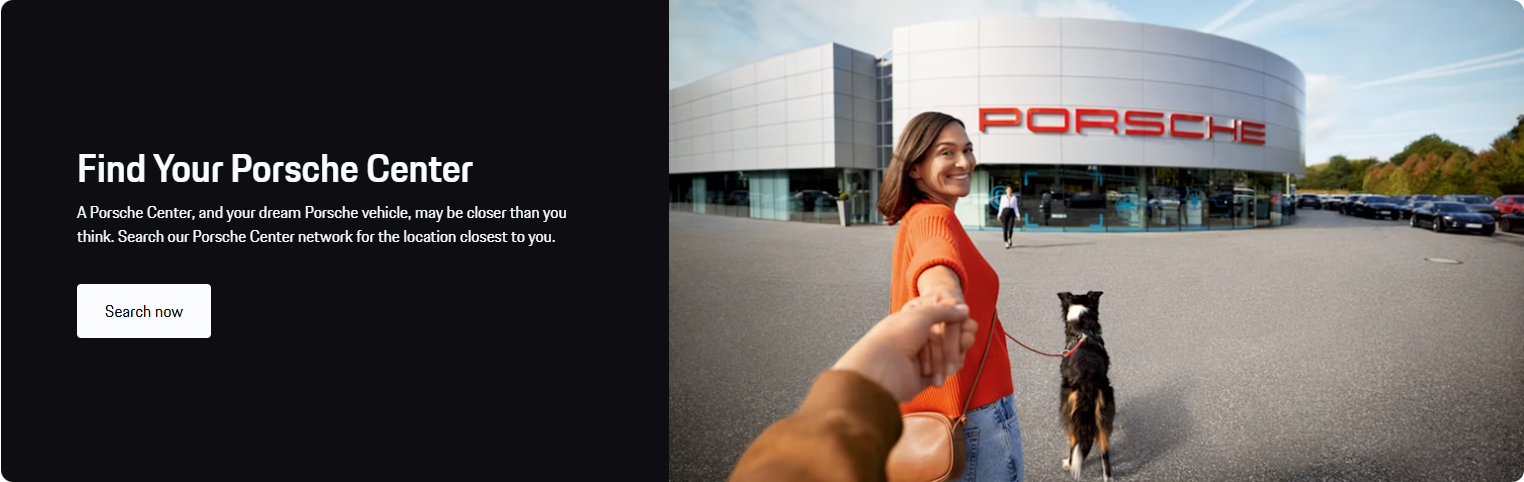 Find Your Porsche Center
A Porsche Center, and your dream Porsche vehicle, may be closer than you
think. Search our Porsche Center network for the location closest to you.
Search now
PORSCHE